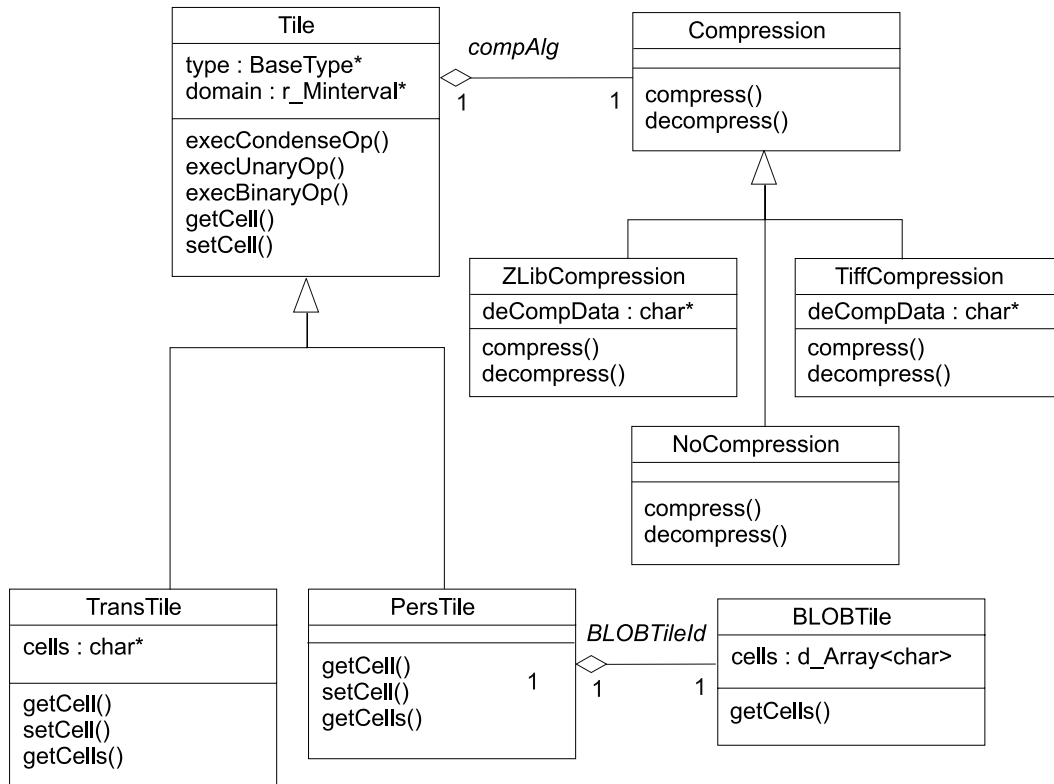 Tile
type : BaseType*
domain : r_Minterval*
execCondenseOp()
execUnaryOp()
execBinaryOp()
getCell()
setCell()
compAlg
1
1
Compression
compress()
decompress()
ZLibCompression
deCompData : char*
compress()
decompress()
TiffCompression
deCompData : char*
compress()
decompress()
NoCompression
compress()
decompress()
TransTile
cells : char*
getCell()
setCell()
getCells()
PersTile
getCell()
setCell()
getCells()
1
BLOBTileId
1
1
BLOBTile
cells : d_Array<char>
getCells()